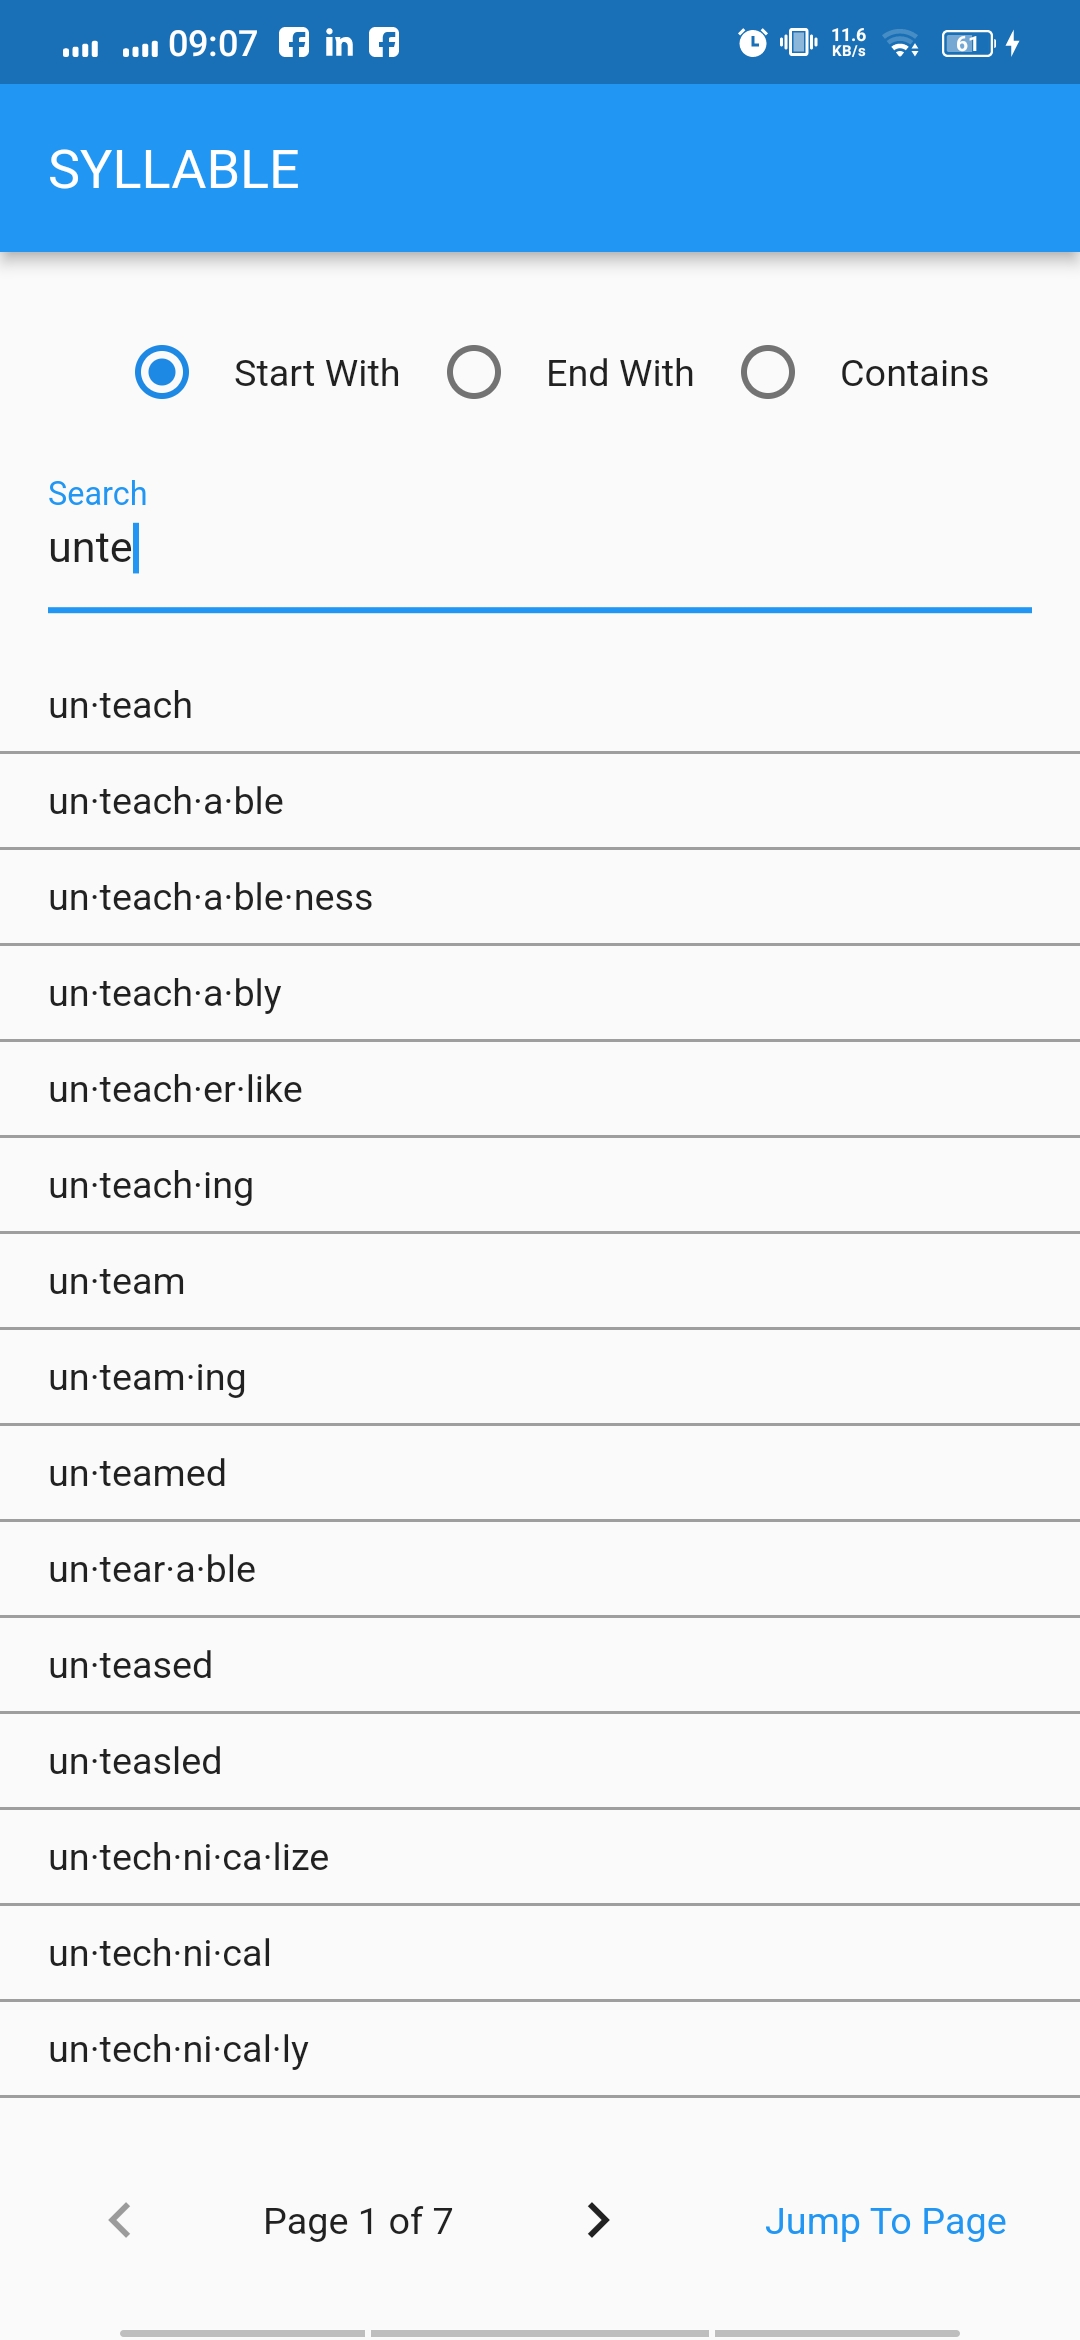 09:07 11.6 KB/s 61
SYLLABLE
Start With End With Contains
Search
unte
un·teach
un·teach·a·ble
un·teach·a·ble·ness
un·teach·a·bly
un·teach·er·like
un·teach·ing
un·team
un·team·ing
un·teamed
un·tear·a·ble
un·teased
un·teasled
un·tech·ni·ca·lize
un·tech·ni·cal
un·tech·ni·cal·ly
Page 1 of 7 Jump To Page